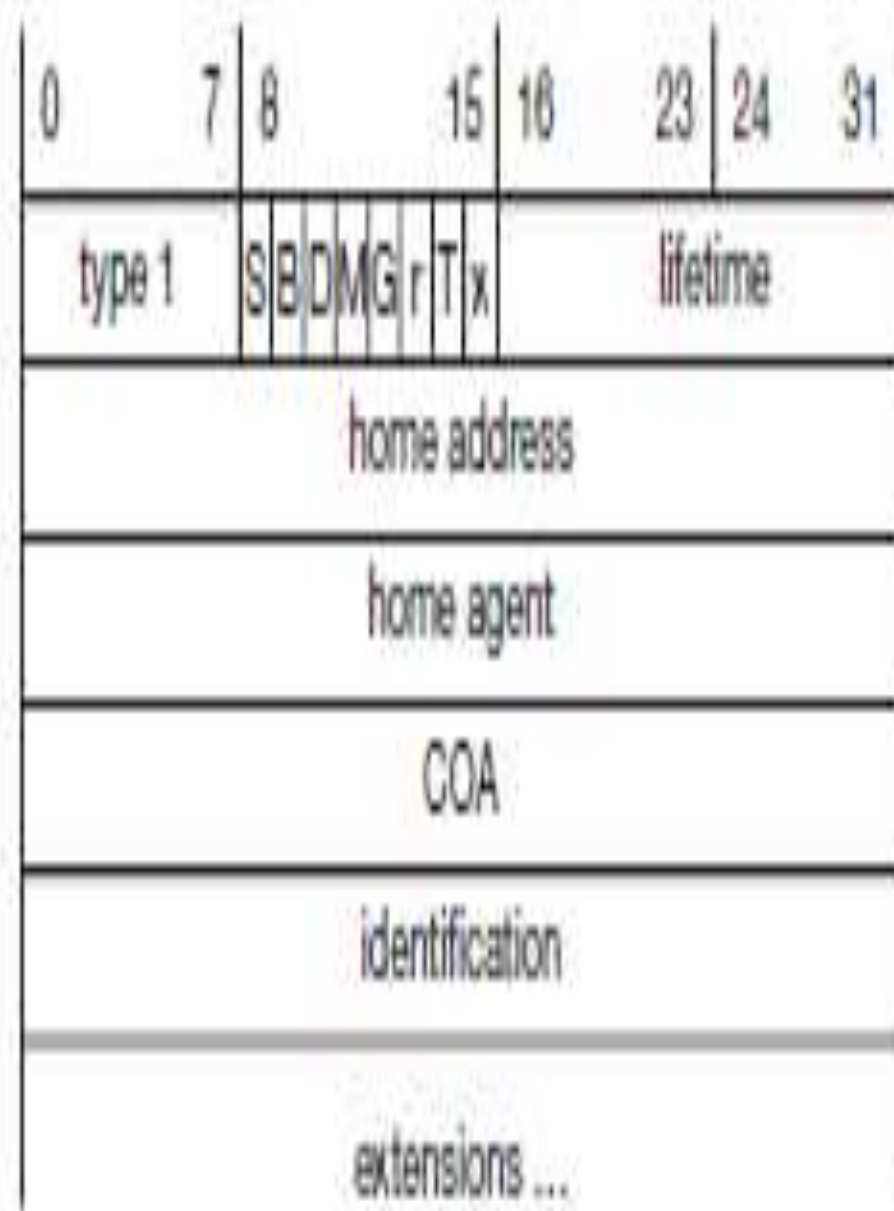 0 7 8 15 16 23 24 31
type 1 S B D M G r T x lifetime
home address
home agent
COA
identification
extensions ...